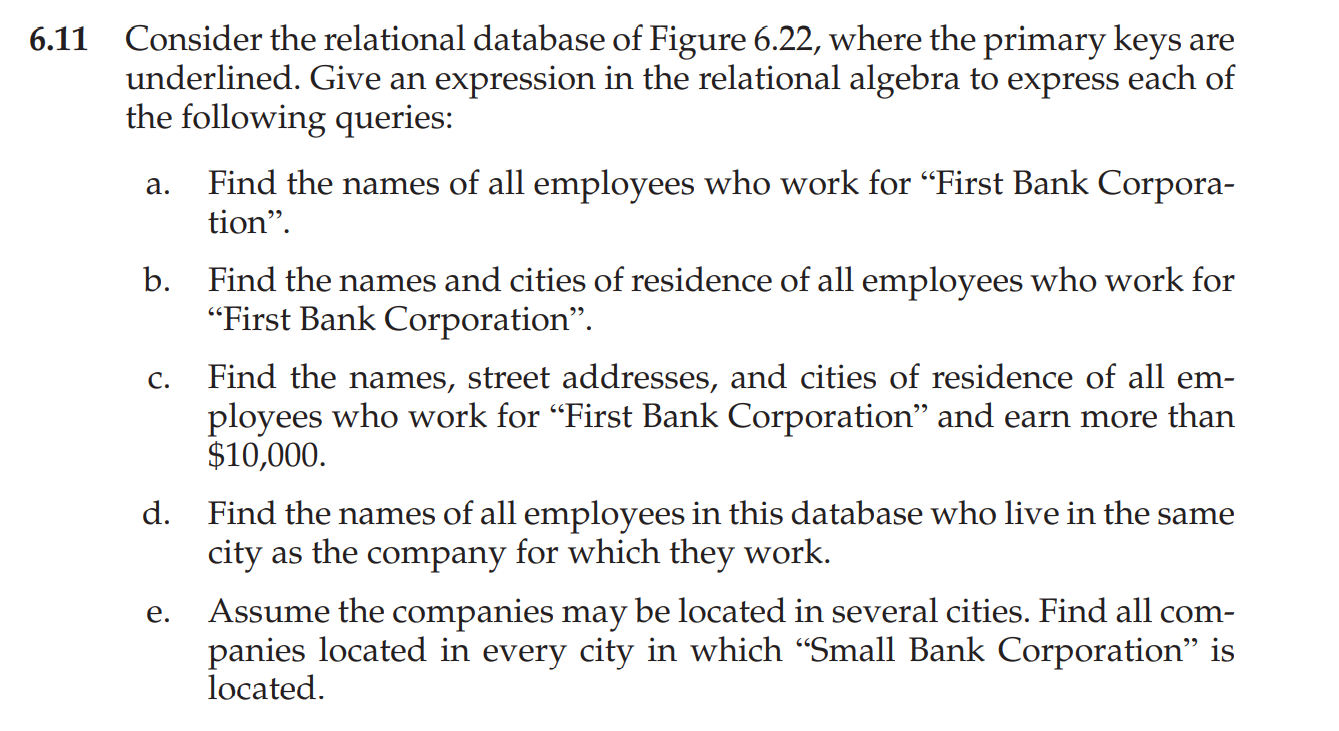 6.11 Consider the relational database of Figure 6.22, where the primary keys are
underlined. Give an expression in the relational algebra to express each of
the following queries:
a. Find the names of all employees who work for “First Bank Corpora-
tion”.
b. Find the names and cities of residence of all employees who work for
“First Bank Corporation”.
c. Find the names, street addresses, and cities of residence of all em-
ployees who work for “First Bank Corporation” and earn more than
$10,000.
d. Find the names of all employees in this database who live in the same
city as the company for which they work.
e. Assume the companies may be located in several cities. Find all com-
panies located in every city in which “Small Bank Corporation” is
located.